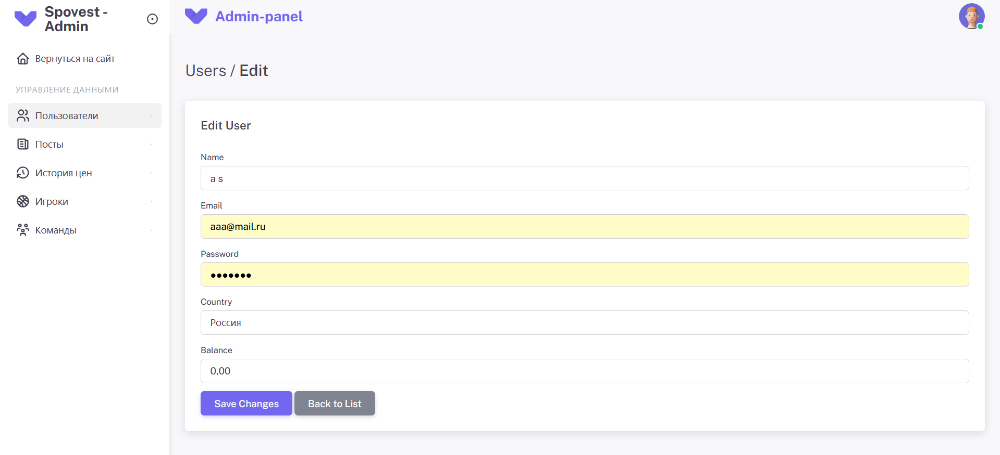 Spovest -
Admin
Вернуться на сайт
УПРАВЛЕНИЕ ДАННЫМИ
Пользователи
Посты
История цен
Игроки
Команды
Admin-panel
Users / Edit
Edit User
Name
a s
Email
aaa@mail.ru
Password
•••••••
Country
Россия
Balance
0,00
Save Changes
Back to List